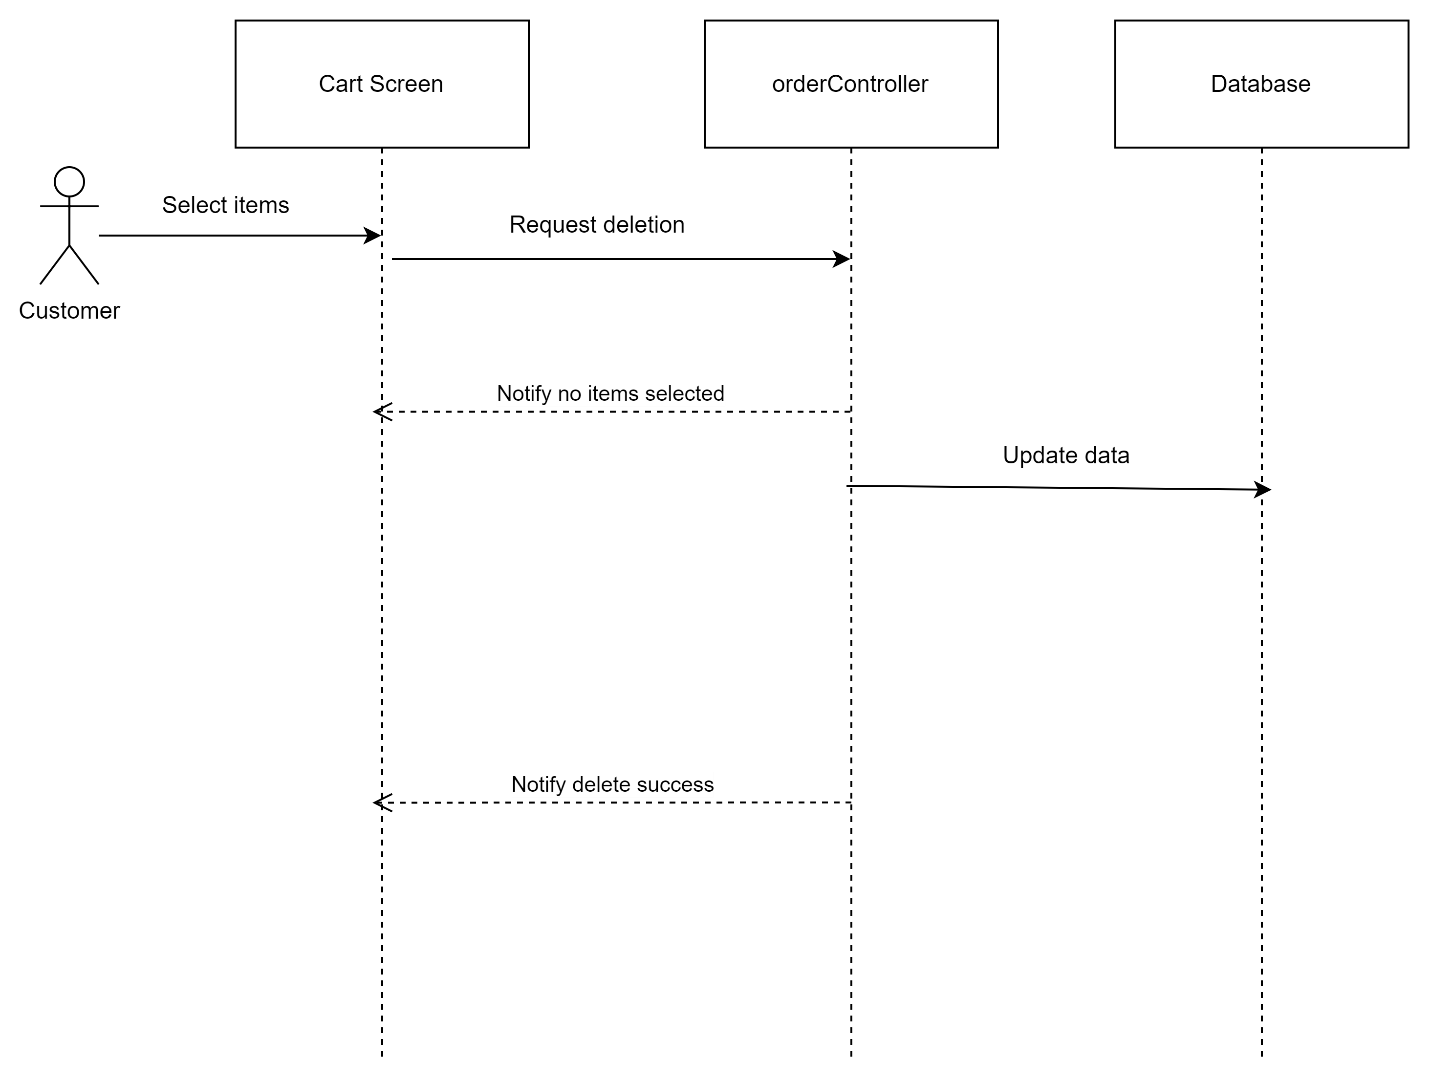 Cart Screen
orderController
Database
Select items
Request deletion
Customer
Notify no items selected
Update data
Notify delete success